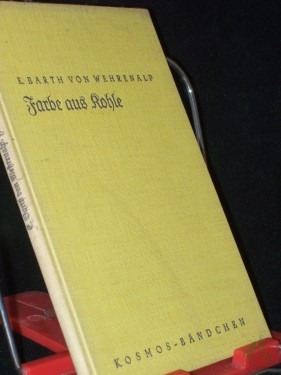 E. BARTH VON WEHRENALP
Farbe aus Kohle
KOSMOS-BÄNDCHEN